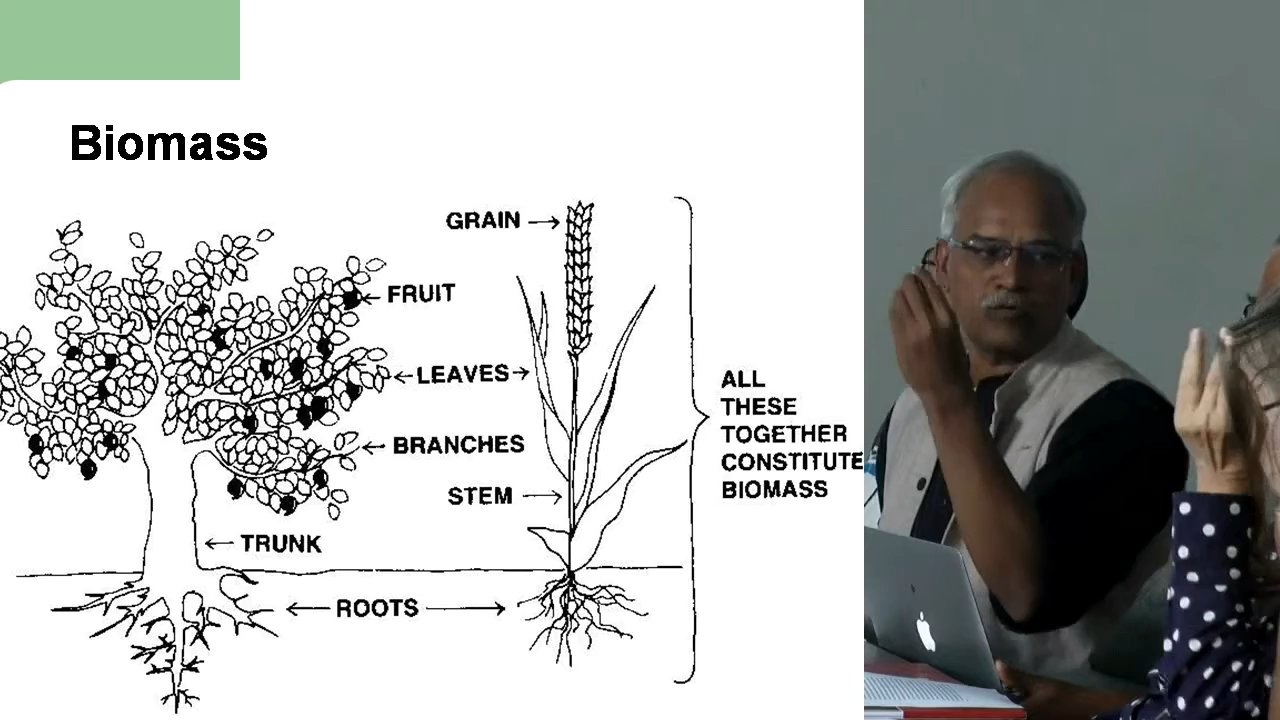 Biomass
GRAIN
FRUIT
LEAVES
BRANCHES
STEM
TRUNK
ROOTS
ALL
THESE
TOGETHER
CONSTITUTE
BIOMASS